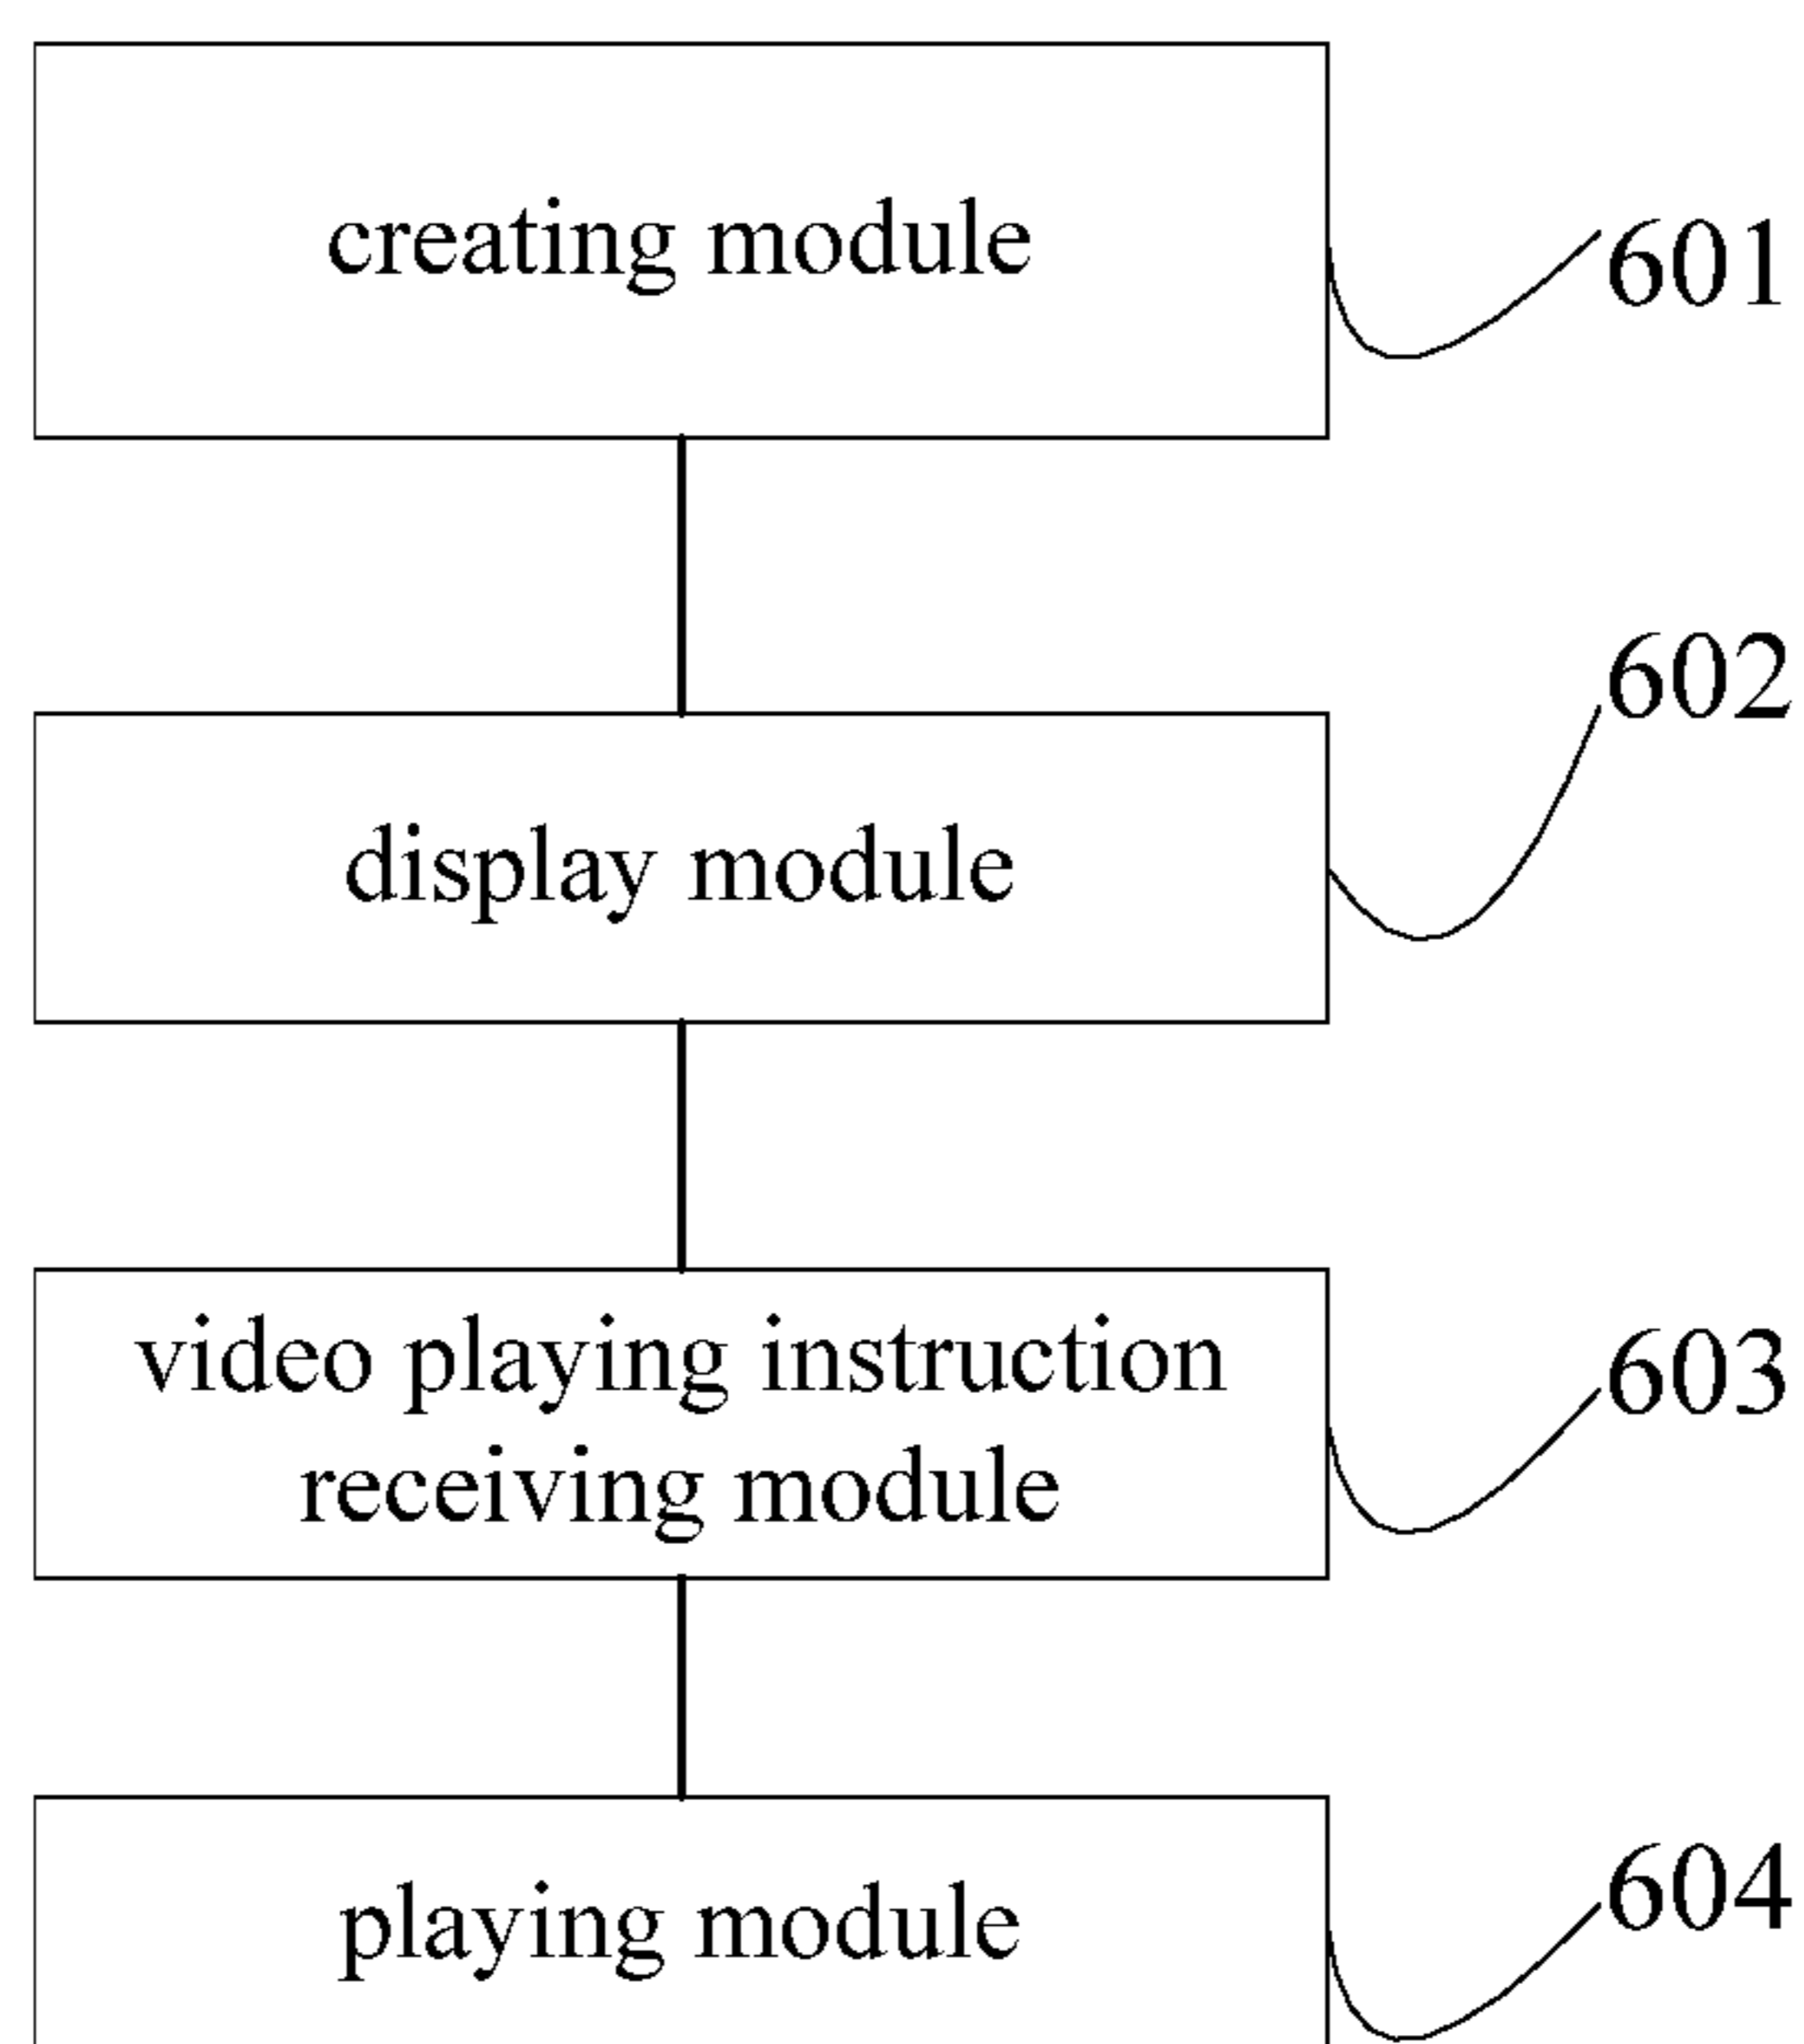 creating module
601
602
display module
video playing instruction
receiving module
603
playing module
604